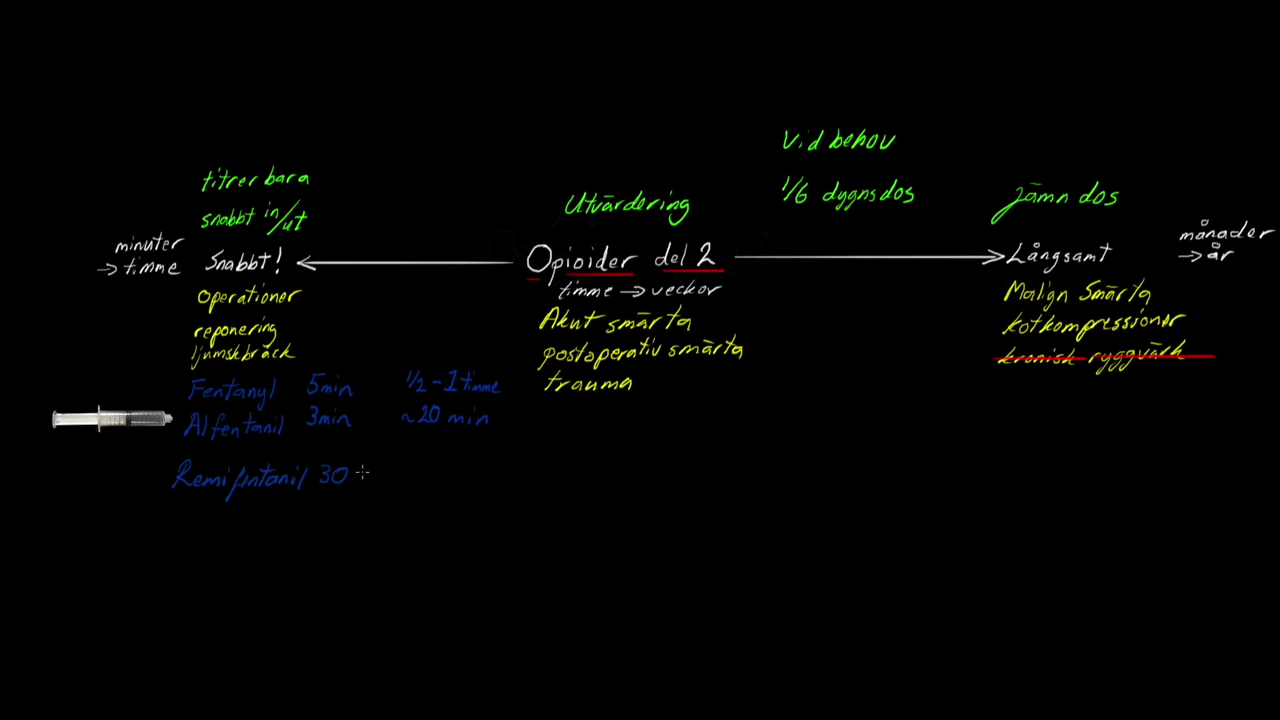 Vid behov
titrerbara
1/6 dygnsdos
Jämn dos
Utvärdering
snabbt in/ut
minuter
→ timme
Snabbt!
Opioider del 2
Långsamt
månader
→ år
timme → veckor
Operationer
reponering
ljumskbråck
Akut smärta
postoperativ smärta
trauma
Malign Smärta
kotkompressioner
kronisk ryggvärk
Fentanyl 5min 1/2 - 1 timme
Alfentanil 3min ~20 min
Remifentanil 30